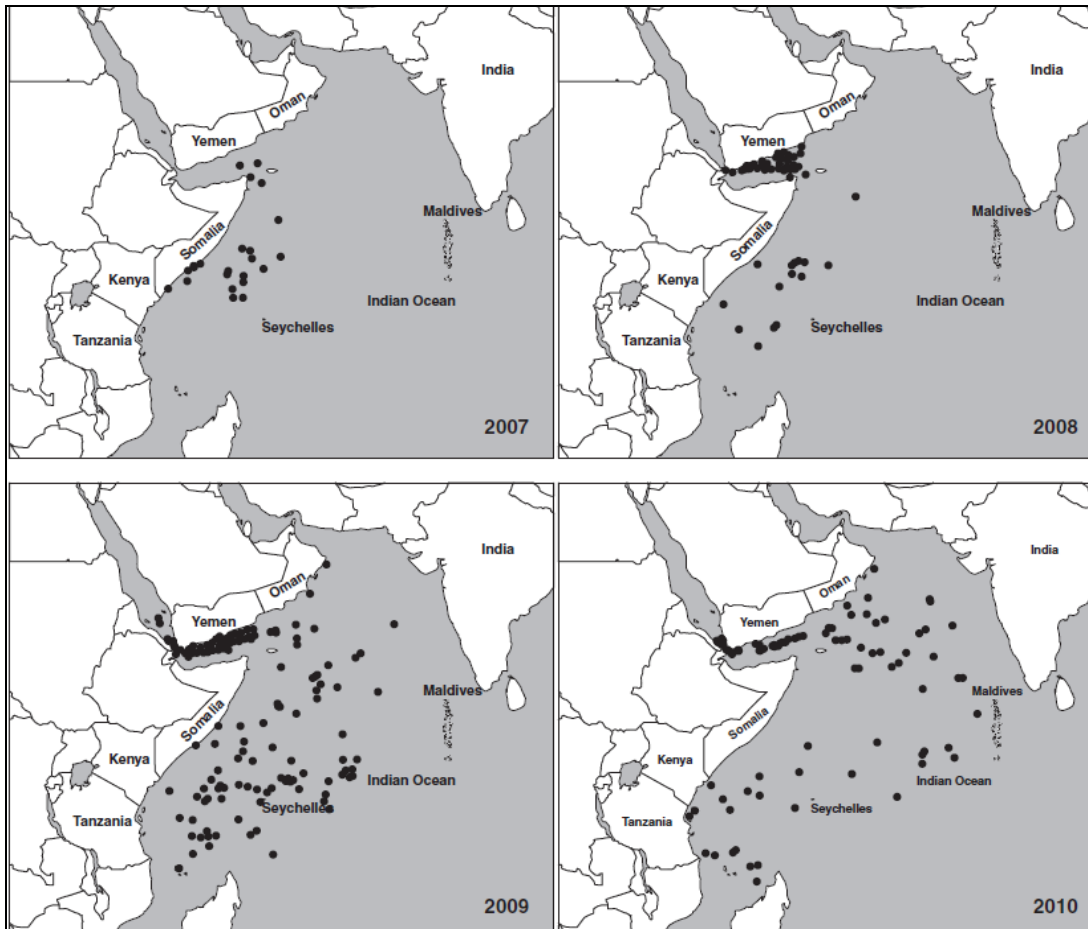 India
Oman
Yemen
Maldives
Somalia
Kenya
Indian Ocean
Seychelles
Tanzania
2007
India
Oman
Yemen
Maldives
Somalia
Kenya
Indian Ocean
Seychelles
Tanzania
2008
India
Oman
Yemen
Maldives
Somalia
Kenya
Indian Ocean
Seychelles
Tanzania
2009
India
Oman
Yemen
Maldives
Somalia
Kenya
Indian Ocean
Seychelles
Tanzania
2010